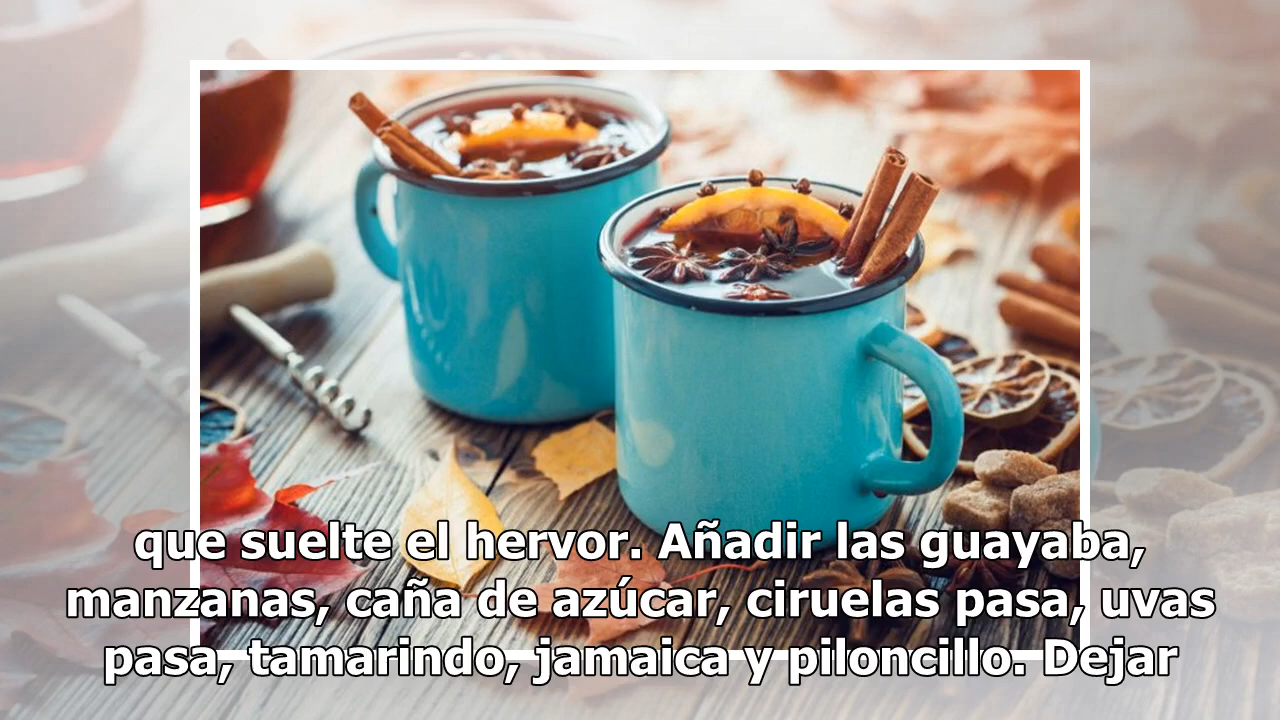 que suelte el hervor. Añadir las guayaba,
manzanas, caña de azúcar, ciruelas pasa, uvas
pasa, tamarindo, jamaica y piloncillo. Dejar